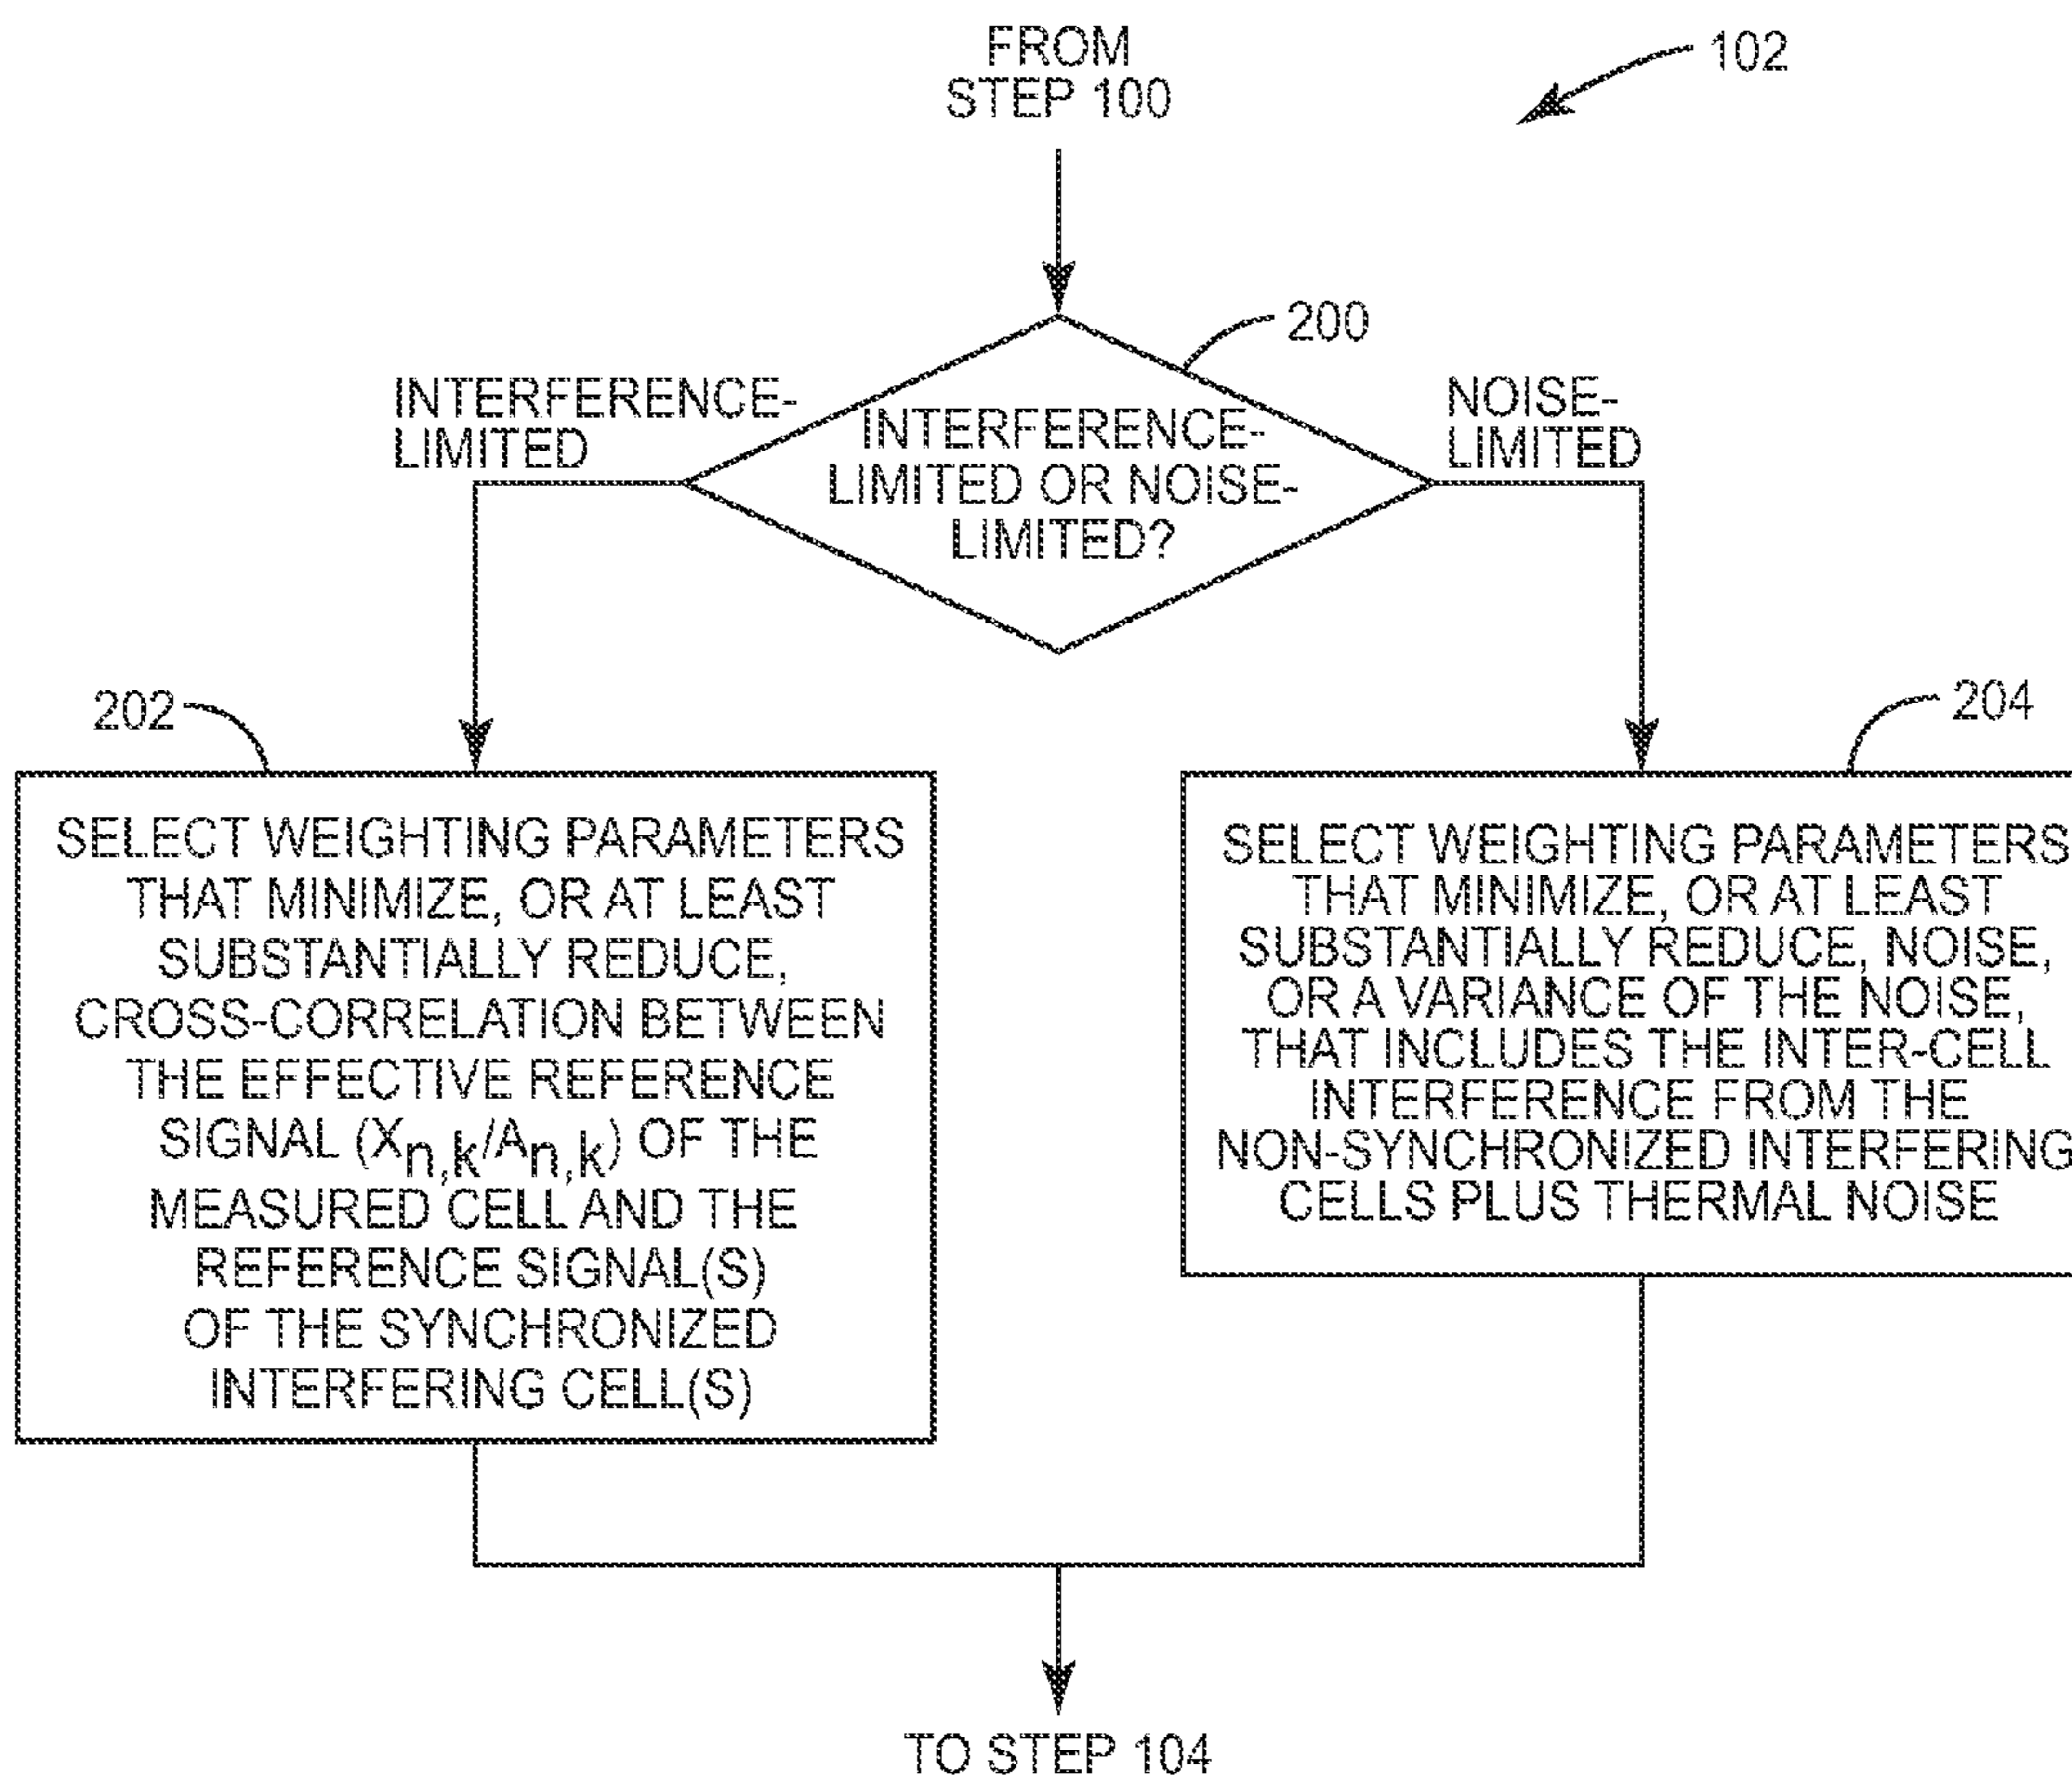 FROM
STEP 100
102
200
INTERFERENCE-
LIMITED
INTERFERENCE-
LIMITED OR NOISE-
LIMITED?
NOISE-
LIMITED
202
SELECT WEIGHTING PARAMETERS
THAT MINIMIZE, OR AT LEAST
SUBSTANTIALLY REDUCE,
CROSS-CORRELATION BETWEEN
THE EFFECTIVE REFERENCE
SIGNAL (Xn,k/An,k) OF THE
MEASURED CELL AND THE
REFERENCE SIGNAL(S)
OF THE SYNCHRONIZED
INTERFERING CELL(S)
204
SELECT WEIGHTING PARAMETERS
THAT MINIMIZE, OR AT LEAST
SUBSTANTIALLY REDUCE, NOISE,
OR A VARIANCE OF THE NOISE,
THAT INCLUDES THE INTER-CELL
INTERFERENCE FROM THE
NON-SYNCHRONIZED INTERFERING
CELLS PLUS THERMAL NOISE
TO STEP 104